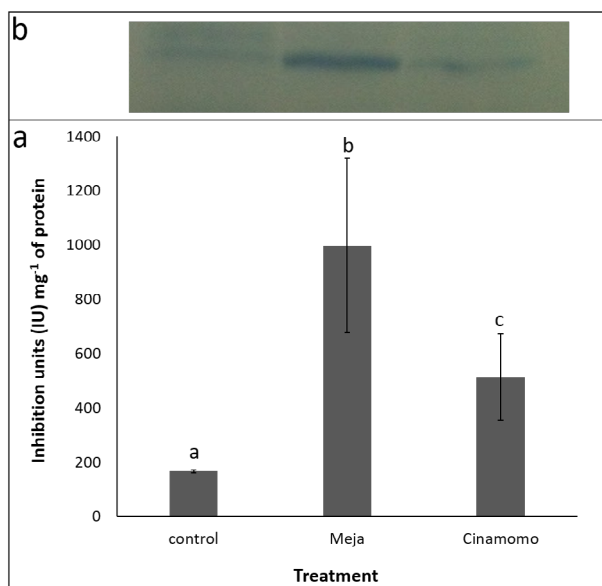 b
a
Inhibition units (IU) mg⁻¹ of protein
1400
1200
1000
800
600
400
200
0
a
b
c
control Meja Cinamomo
Treatment